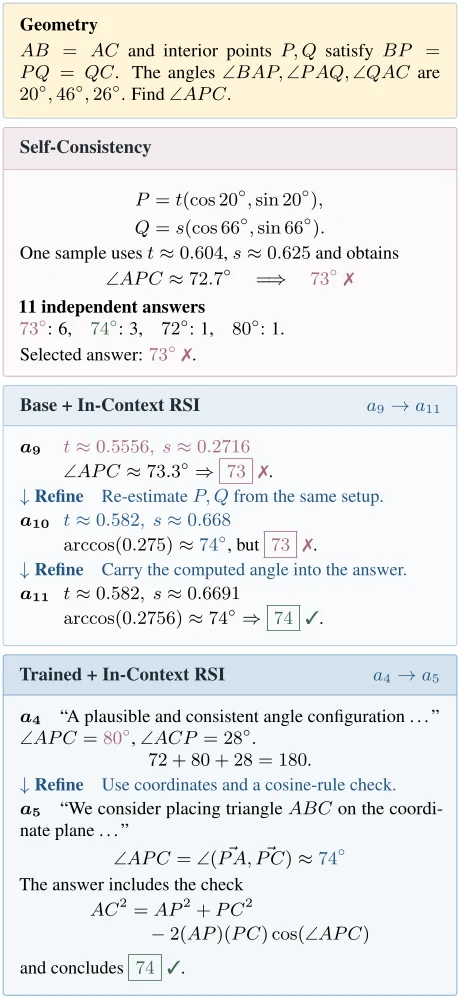 Geometry
AB = AC and interior points P, Q satisfy BP =
PQ = QC. The angles ∠BAP, ∠PAQ, ∠QAC are
20°, 46°, 26°. Find ∠APC.
Self-Consistency
P = t(cos 20°, sin 20°),
Q = s(cos 66°, sin 66°).
One sample uses t ≈ 0.604, s ≈ 0.625 and obtains
∠APC ≈ 72.7° ⟹ 73° ✗
11 independent answers
73°: 6, 74°: 3, 72°: 1, 80°: 1.
Selected answer: 73° ✗.
Base + In-Context RSI a₉ → a₁₁
a₉ t ≈ 0.5556, s ≈ 0.2716
∠APC ≈ 73.3° ⇒ 73 ✗.
↓ Refine Re-estimate P, Q from the same setup.
a₁₀ t ≈ 0.582, s ≈ 0.668
arccos(0.275) ≈ 74°, but 73 ✗.
↓ Refine Carry the computed angle into the answer.
a₁₁ t ≈ 0.582, s ≈ 0.6691
arccos(0.2756) ≈ 74° ⇒ 74 ✓.
Trained + In-Context RSI a₄ → a₅
a₄ “A plausible and consistent angle configuration . . .”
∠APC = 80°, ∠ACP = 28°.
72 + 80 + 28 = 180.
↓ Refine Use coordinates and a cosine-rule check.
a₅ “We consider placing triangle ABC on the coordi-
nate plane . . .”
∠APC = ∠(P⃗A, P⃗C) ≈ 74°
The answer includes the check
AC² = AP² + PC²
− 2(AP)(PC) cos(∠APC)
and concludes 74 ✓.